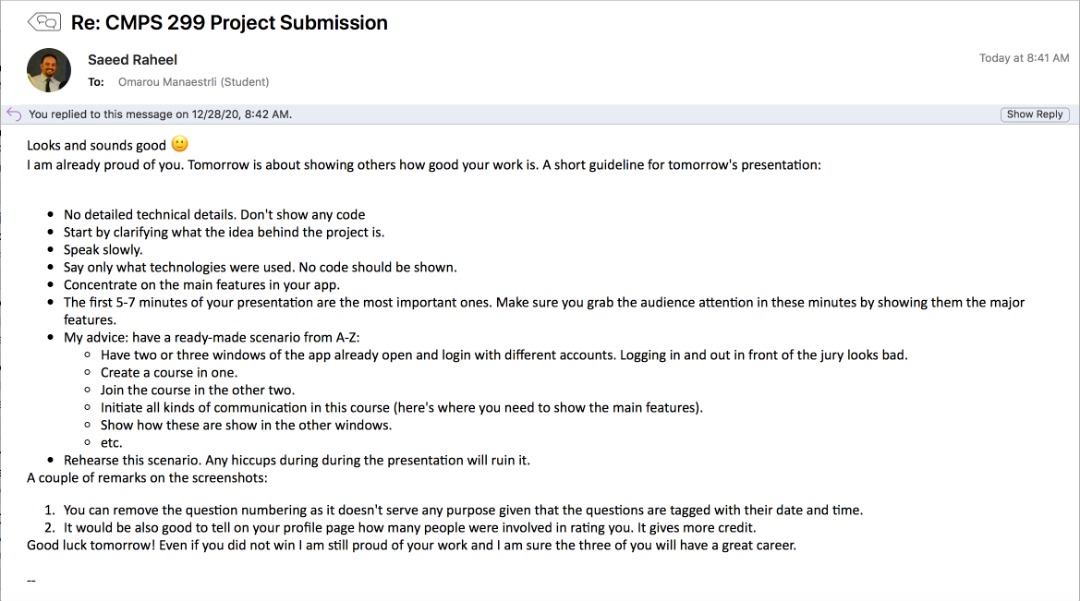 Re: CMPS 299 Project Submission
Saeed Raheel
Today at 8:41 AM
To: Omarou Manaestrli (Student)
You replied to this message on 12/28/20, 8:42 AM.
Show Reply
Looks and sounds good 🙂
I am already proud of you. Tomorrow is about showing others how good your work is. A short guideline for tomorrow's presentation:
• No detailed technical details. Don't show any code
• Start by clarifying what the idea behind the project is.
• Speak slowly.
• Say only what technologies were used. No code should be shown.
• Concentrate on the main features in your app.
• The first 5-7 minutes of your presentation are the most important ones. Make sure you grab the audience attention in these minutes by showing them the major
features.
• My advice: have a ready-made scenario from A-Z:
○ Have two or three windows of the app already open and login with different accounts. Logging in and out in front of the jury looks bad.
○ Create a course in one.
○ Join the course in the other two.
○ Initiate all kinds of communication in this course (here's where you need to show the main features).
○ Show how these are show in the other windows.
○ etc.
• Rehearse this scenario. Any hiccups during during the presentation will ruin it.
A couple of remarks on the screenshots:
1. You can remove the question numbering as it doesn't serve any purpose given that the questions are tagged with their date and time.
2. It would be also good to tell on your profile page how many people were involved in rating you. It gives more credit.
Good luck tomorrow! Even if you did not win I am still proud of your work and I am sure the three of you will have a great career.
--